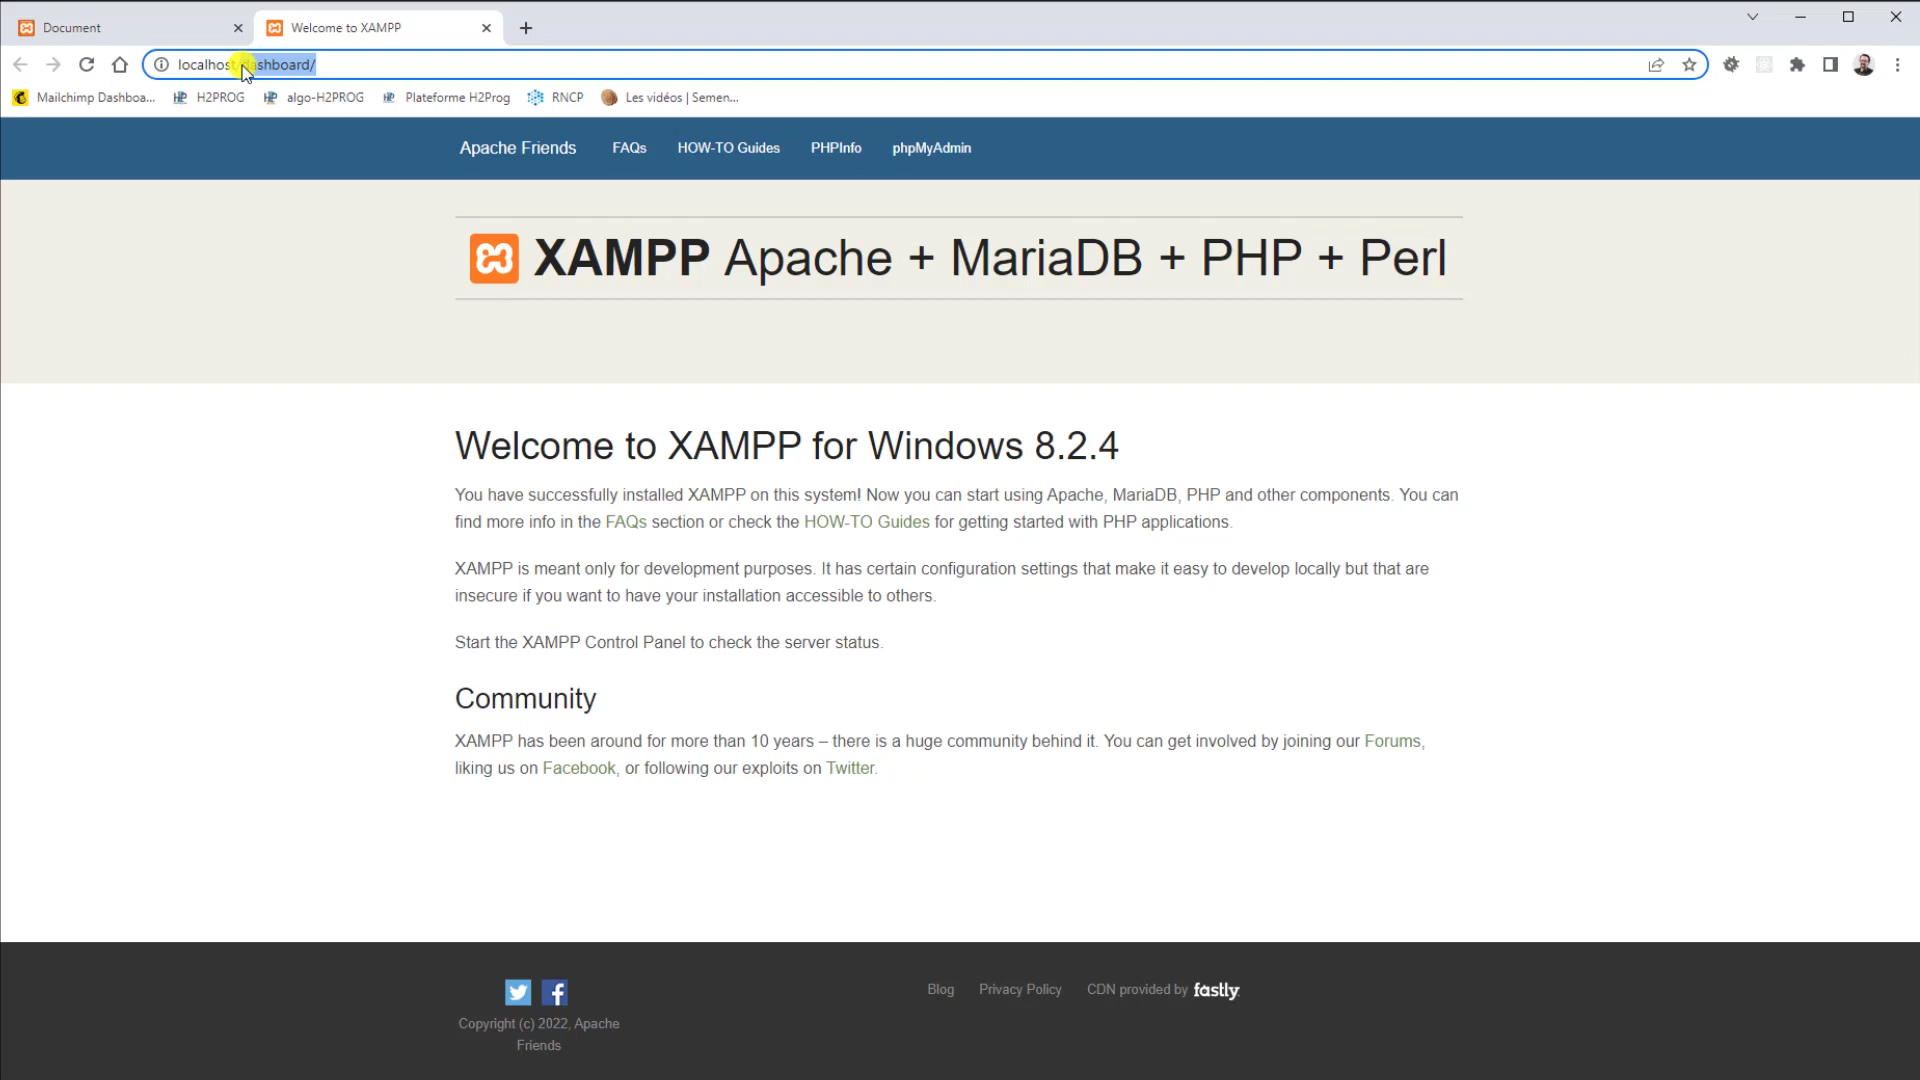 Document
Welcome to XAMPP
localhost/dashboard/
Mailchimp Dashboa...
H2PROG
algo-H2PROG
Plateforme H2Prog
RNCP
Les vidéos | Semen...
Apache Friends
FAQs
HOW-TO Guides
PHPInfo
phpMyAdmin
XAMPP Apache + MariaDB + PHP + Perl
Welcome to XAMPP for Windows 8.2.4
You have successfully installed XAMPP on this system! Now you can start using Apache, MariaDB, PHP and other components. You can
find more info in the FAQs section or check the HOW-TO Guides for getting started with PHP applications.
XAMPP is meant only for development purposes. It has certain configuration settings that make it easy to develop locally but that are
insecure if you want to have your installation accessible to others.
Start the XAMPP Control Panel to check the server status.
Community
XAMPP has been around for more than 10 years – there is a huge community behind it. You can get involved by joining our Forums,
liking us on Facebook, or following our exploits on Twitter.
Blog
Privacy Policy
CDN provided by fastly
Copyright (c) 2022, Apache
Friends